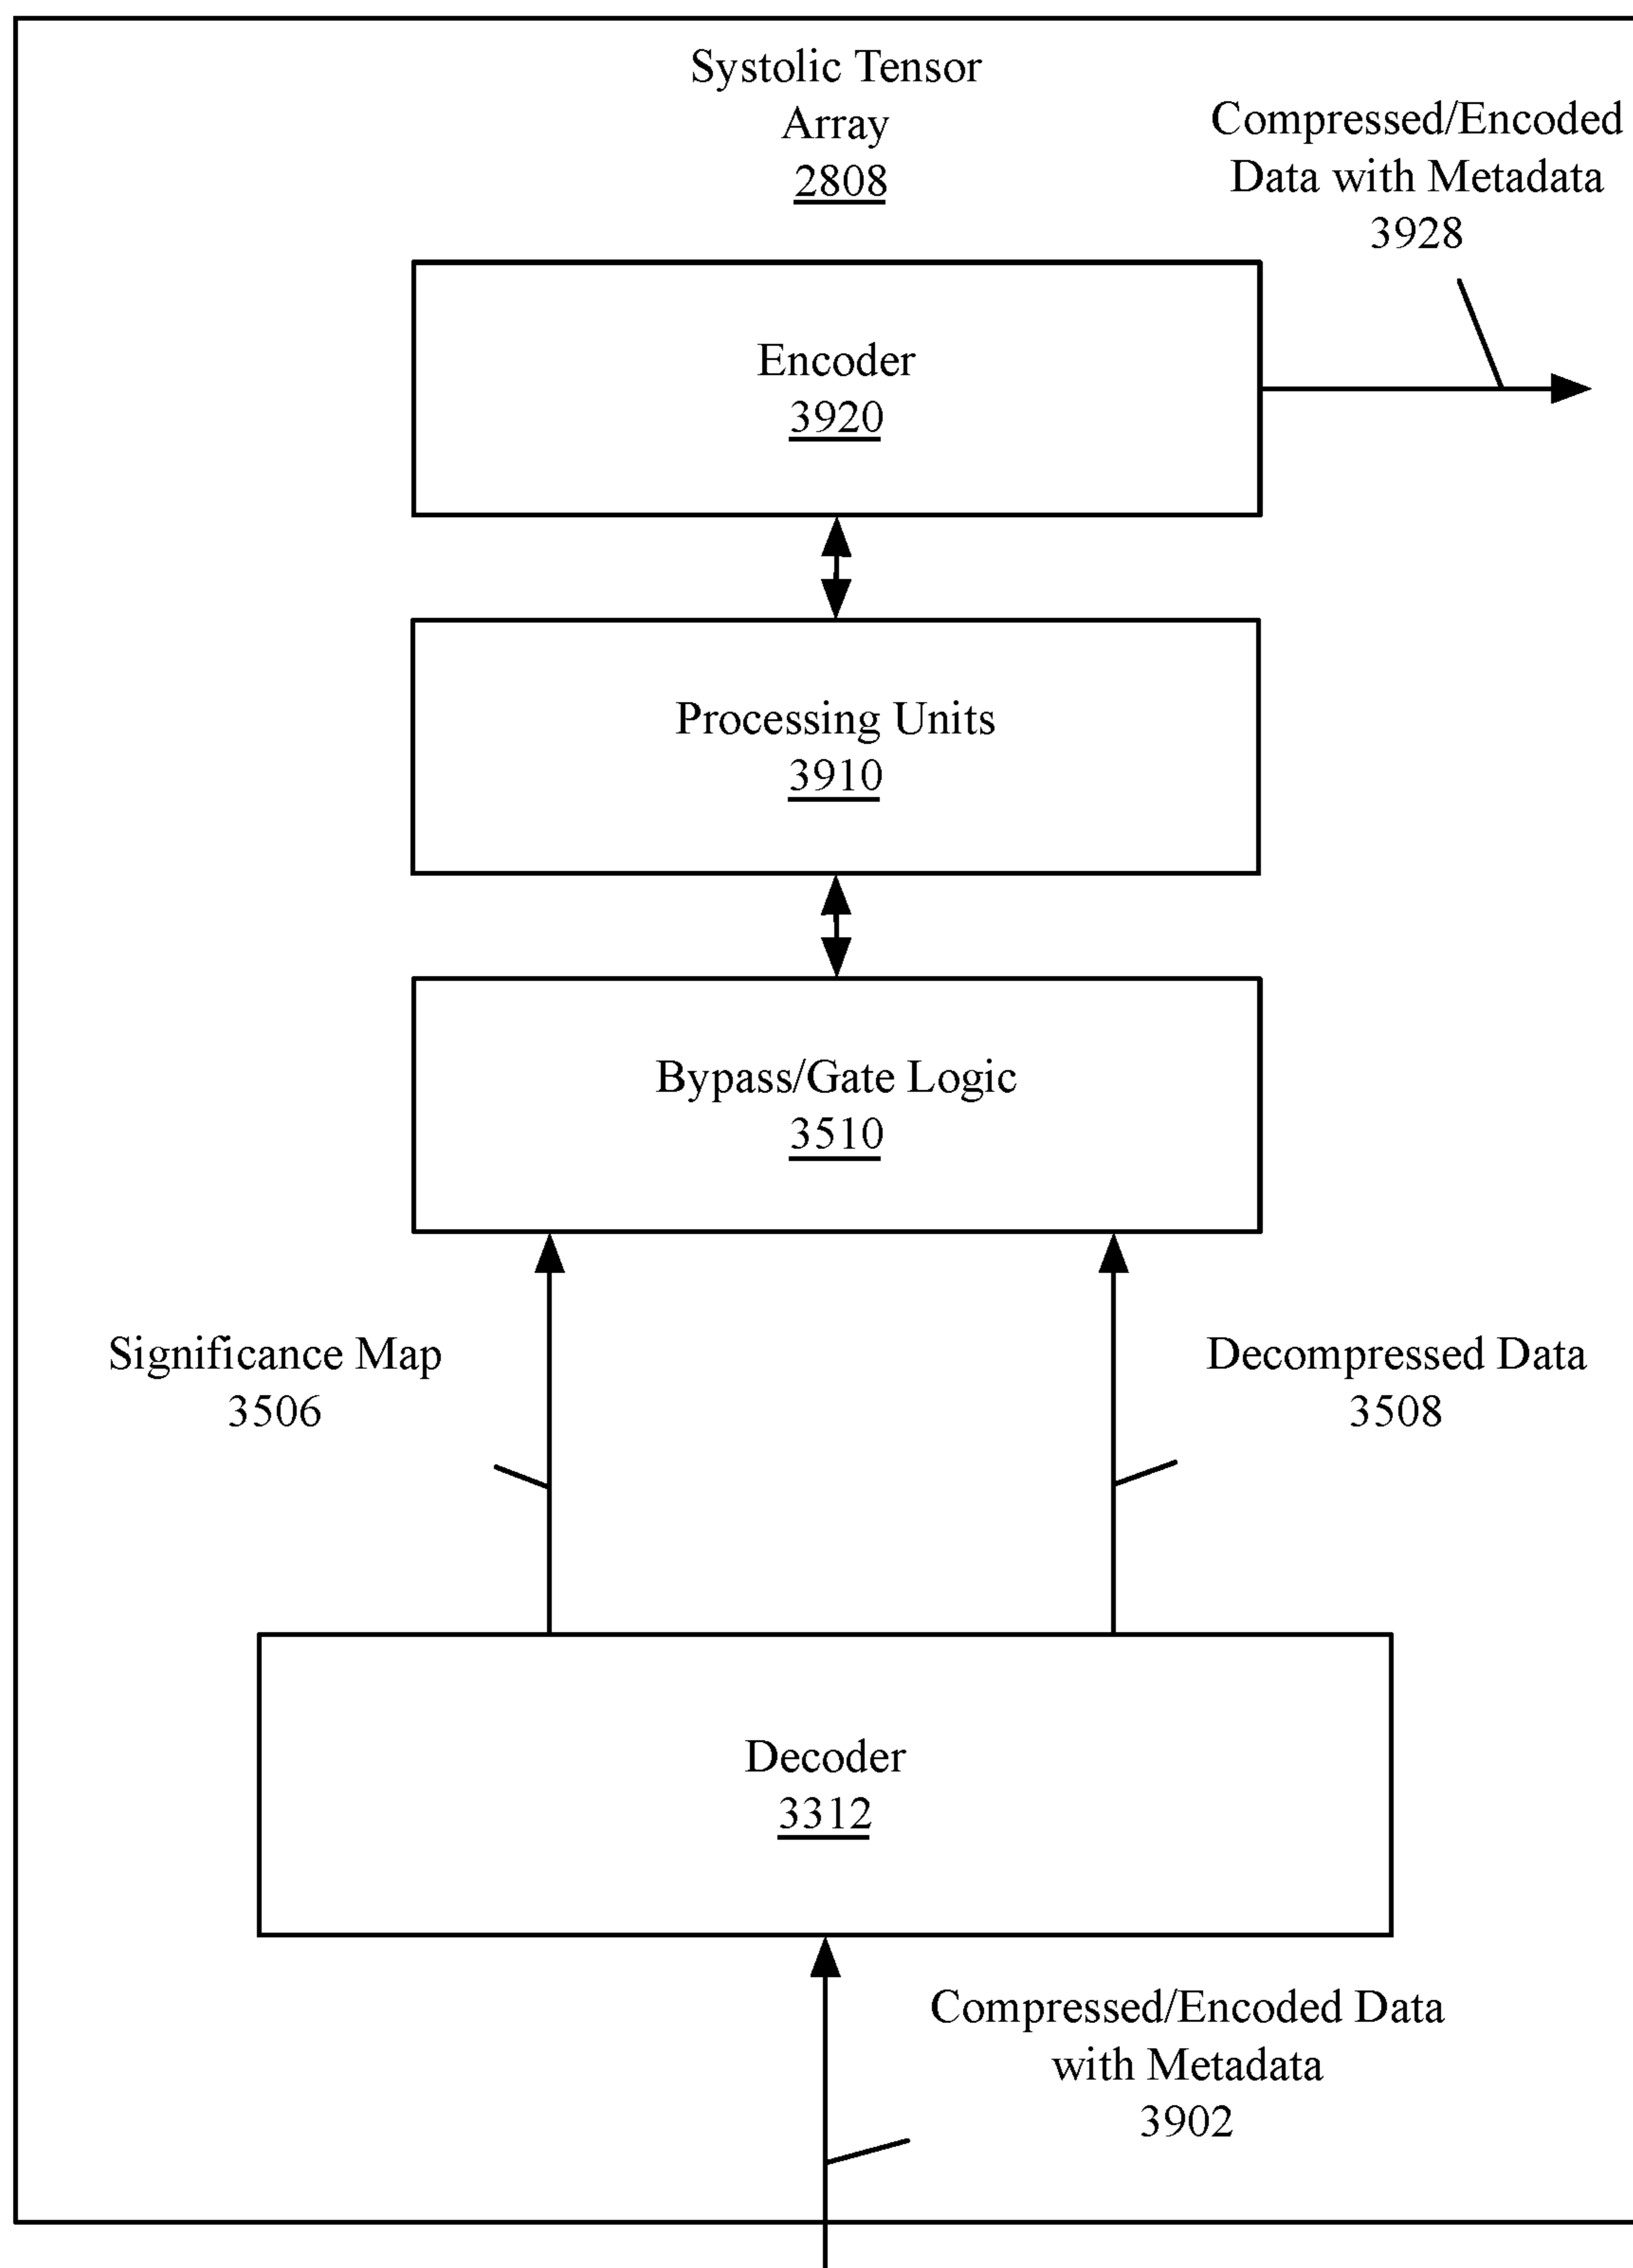 Systolic Tensor
Array
2808
Compressed/Encoded
Data with Metadata
3928
Encoder
3920
Processing Units
3910
Bypass/Gate Logic
3510
Significance Map
3506
Decompressed Data
3508
Decoder
3312
Compressed/Encoded Data
with Metadata
3902